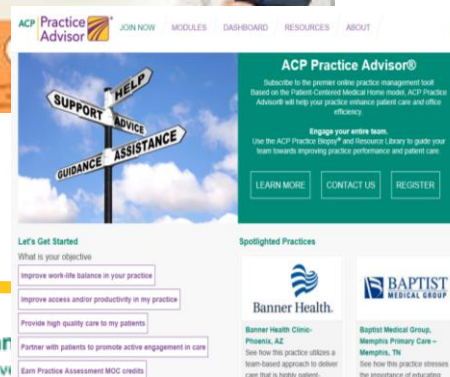 ACP Practice Advisor®
JOIN NOW MODULES DASHBOARD RESOURCES ABOUT
HELP
SUPPORT
ADVICE
ASSISTANCE
GUIDANCE
ACP Practice Advisor®
Subscribe to the premier online practice management tool!
Based on the Patient-Centered Medical Home model, ACP Practice
Advisor® will help your practice enhance patient care and office
efficiency.
Engage your entire team.
Use the ACP Practice Biopsy® and Resource Library to guide your
team towards improving practice performance and patient care.
LEARN MORE CONTACT US REGISTER
Let's Get Started
What is your objective
Improve work-life balance in your practice
Improve access and/or productivity in my practice
Provide high quality care to my patients
Partner with patients to promote active engagement in care
Earn Practice Assessment MOC credits
Spotlighted Practices
Banner Health.
Banner Health Clinic-
Phoenix, AZ
See how this practice utilizes a
team-based approach to deliver
care that is highly patient-
BAPTIST
MEDICAL GROUP
Baptist Medical Group,
Memphis Primary Care –
Memphis, TN
See how this practice stresses
the importance of educating